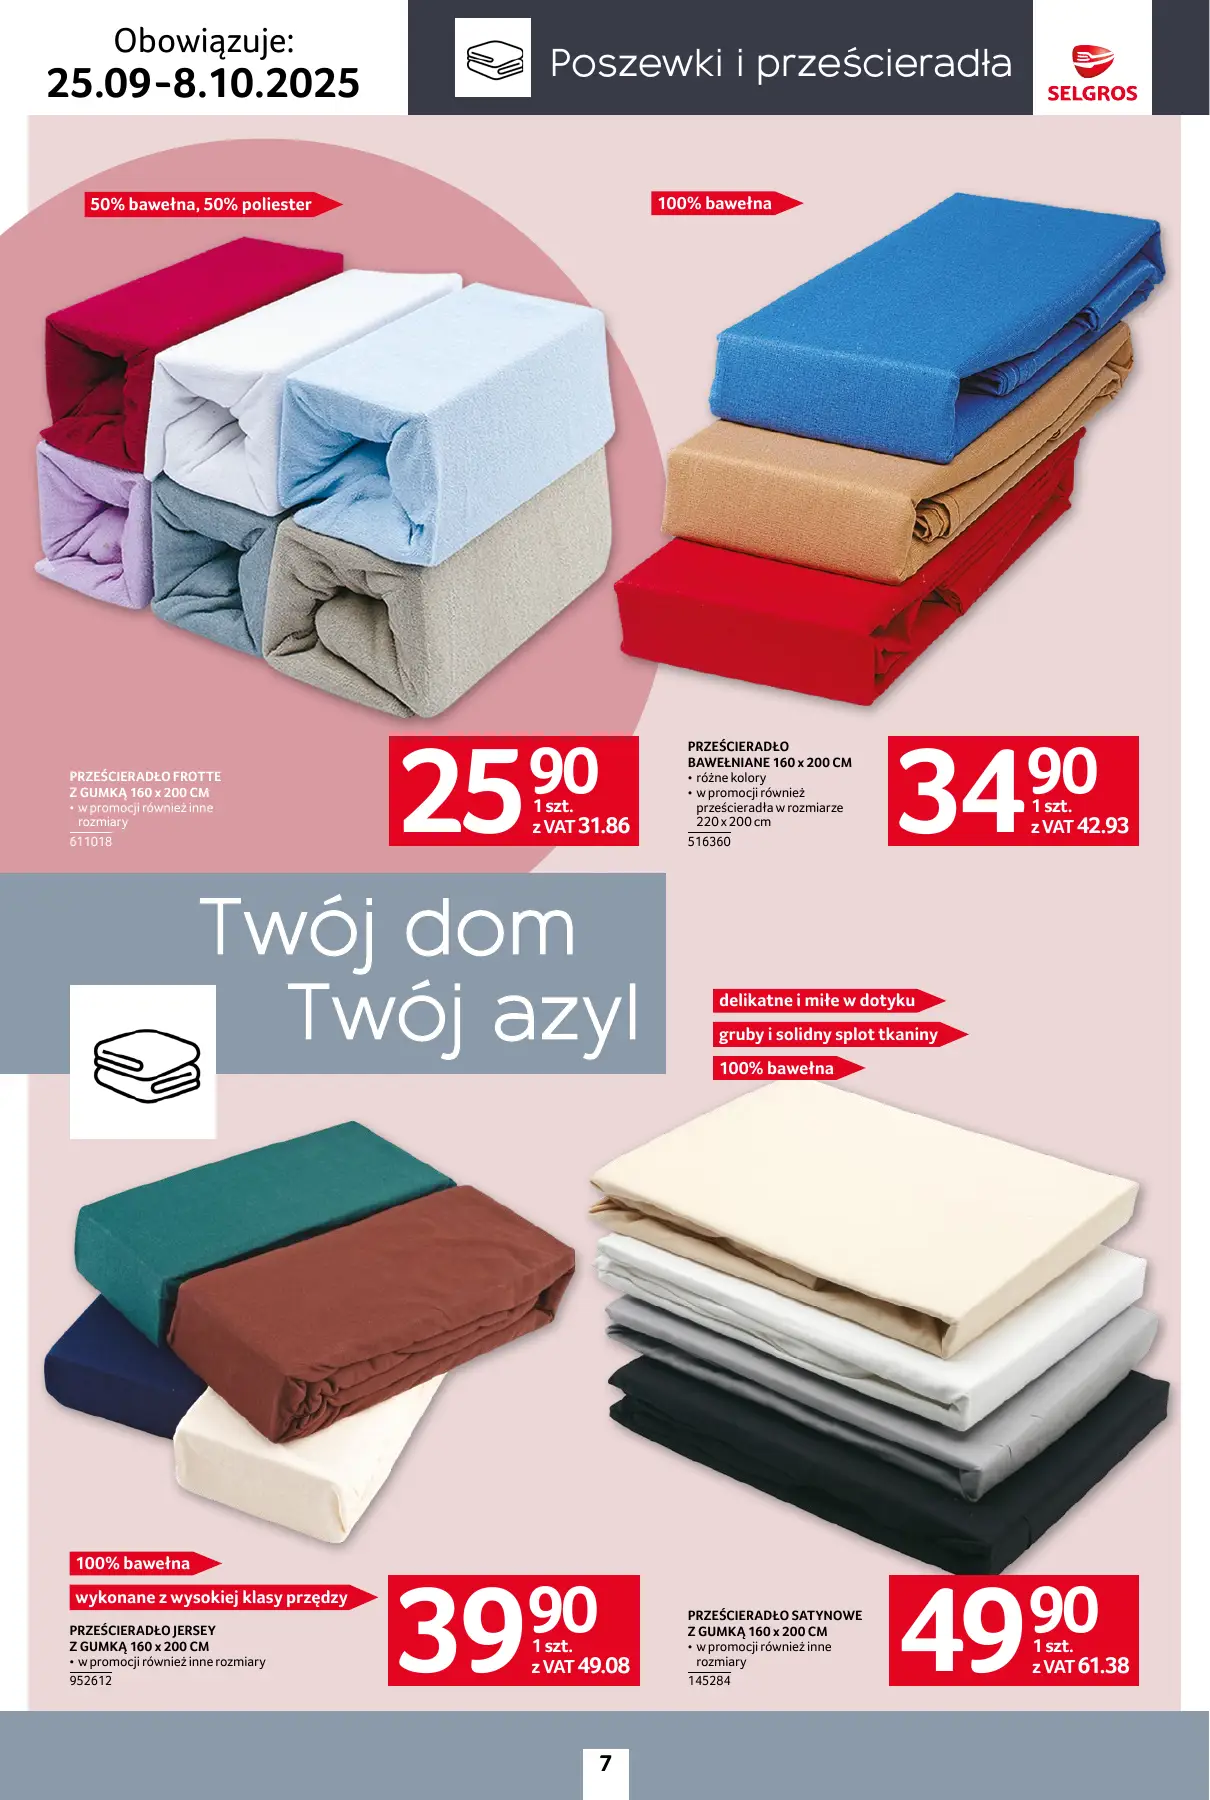 Obowiązuje:
25.09-8.10.2025
Poszewki i prześcieradła
SELGROS
50% bawełna, 50% poliester
100% bawełna
PRZEŚCIERADŁO FROTTE
Z GUMKĄ 160 x 200 CM
• w promocji również inne
rozmiary
611018
25 90
1 szt.
z VAT 31.86
PRZEŚCIERADŁO
BAWEŁNIANE 160 x 200 CM
• różne kolory
• w promocji również
prześcieradła w rozmiarze
220 x 200 cm
516360
34 90
1 szt.
z VAT 42.93
Twój dom
Twój azyl
delikatne i miłe w dotyku
gruby i solidny splot tkaniny
100% bawełna
100% bawełna
wykonane z wysokiej klasy przędzy
PRZEŚCIERADŁO JERSEY
Z GUMKĄ 160 x 200 CM
• w promocji również inne rozmiary
952612
39 90
1 szt.
z VAT 49.08
PRZEŚCIERADŁO SATYNOWE
Z GUMKĄ 160 x 200 CM
• w promocji również inne
rozmiary
145284
49 90
1 szt.
z VAT 61.38
7